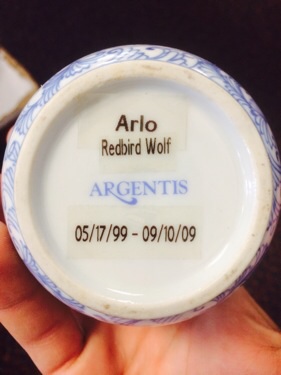 Arlo
Redbird Wolf
ARGENTIS
05/17/99 - 09/10/09